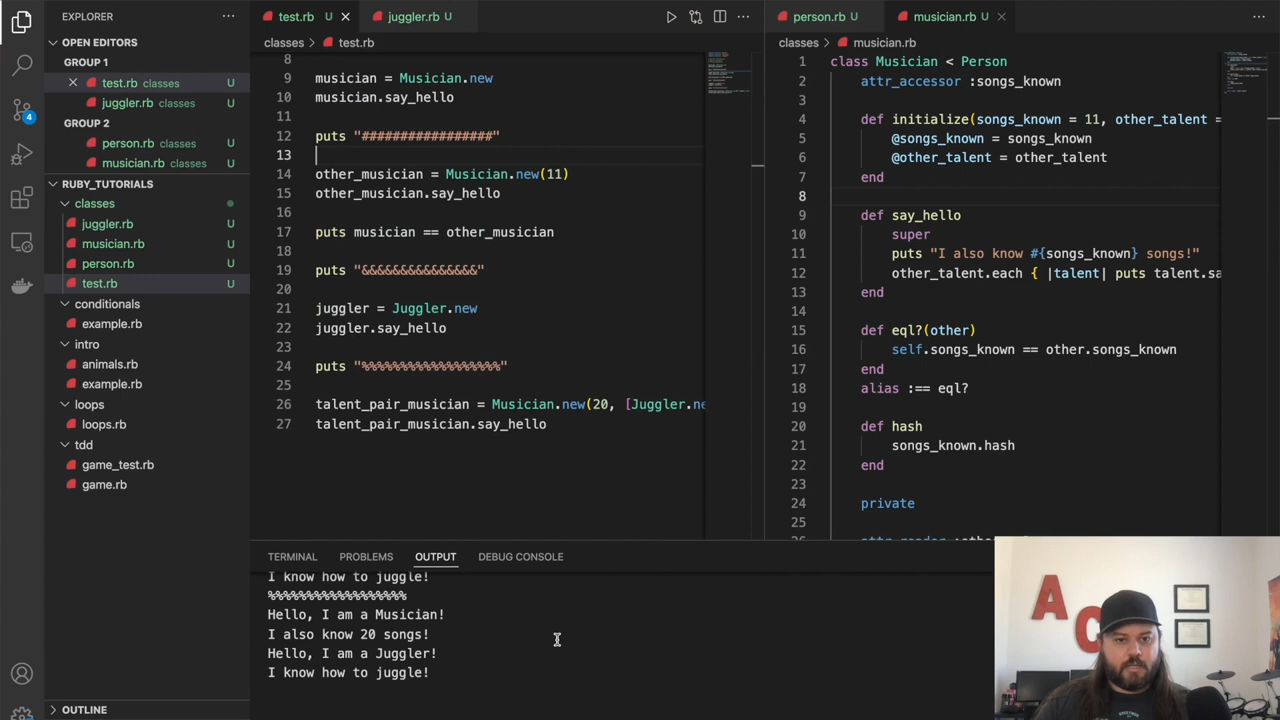 EXPLORER
OPEN EDITORS
GROUP 1
test.rb classes U
juggler.rb classes U
GROUP 2
person.rb classes U
musician.rb classes U
RUBY_TUTORIALS
classes
juggler.rb U
musician.rb U
person.rb U
test.rb U
conditionals
example.rb
intro
animals.rb
example.rb
loops
loops.rb
tdd
game_test.rb
game.rb
OUTLINE
4
test.rb U
juggler.rb U
classes > test.rb
8
9 musician = Musician.new
10 musician.say_hello
11
12 puts "#################"
13
14 other_musician = Musician.new(11)
15 other_musician.say_hello
16
17 puts musician == other_musician
18
19 puts "&&&&&&&&&&&&&&&"
20
21 juggler = Juggler.new
22 juggler.say_hello
23
24 puts "%%%%%%%%%%%%%%%%%%"
25
26 talent_pair_musician = Musician.new(20, [Juggler.ne
27 talent_pair_musician.say_hello
person.rb U
musician.rb U
classes > musician.rb
1 class Musician < Person
2 attr_accessor :songs_known
3
4 def initialize(songs_known = 11, other_talent =
5 @songs_known = songs_known
6 @other_talent = other_talent
7 end
8
9 def say_hello
10 super
11 puts "I also know #{songs_known} songs!"
12 other_talent.each { |talent| puts talent.sa
13 end
14
15 def eql?(other)
16 self.songs_known == other.songs_known
17 end
18 alias :== eql?
19
20 def hash
21 songs_known.hash
22 end
23
24 private
25
TERMINAL PROBLEMS OUTPUT DEBUG CONSOLE
I know how to juggle!
%%%%%%%%%%%%%%%%%%
Hello, I am a Musician!
I also know 20 songs!
Hello, I am a Juggler!
I know how to juggle!
A
C